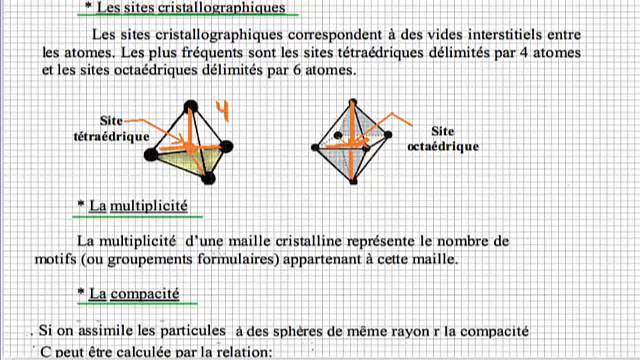 * Les sites cristallographiques
Les sites cristallographiques correspondent à des vides interstitiels entre
les atomes. Les plus fréquents sont les sites tétraédriques délimités par 4 atomes
et les sites octaédriques délimités par 6 atomes.
4
Site
tétraédrique
Site
octaédrique
* La multiplicité
La multiplicité d'une maille cristalline représente le nombre de
motifs (ou groupements formulaires) appartenant à cette maille.
* La compacité
. Si on assimile les particules à des sphères de même rayon r la compacité
C peut être calculée par la relation: